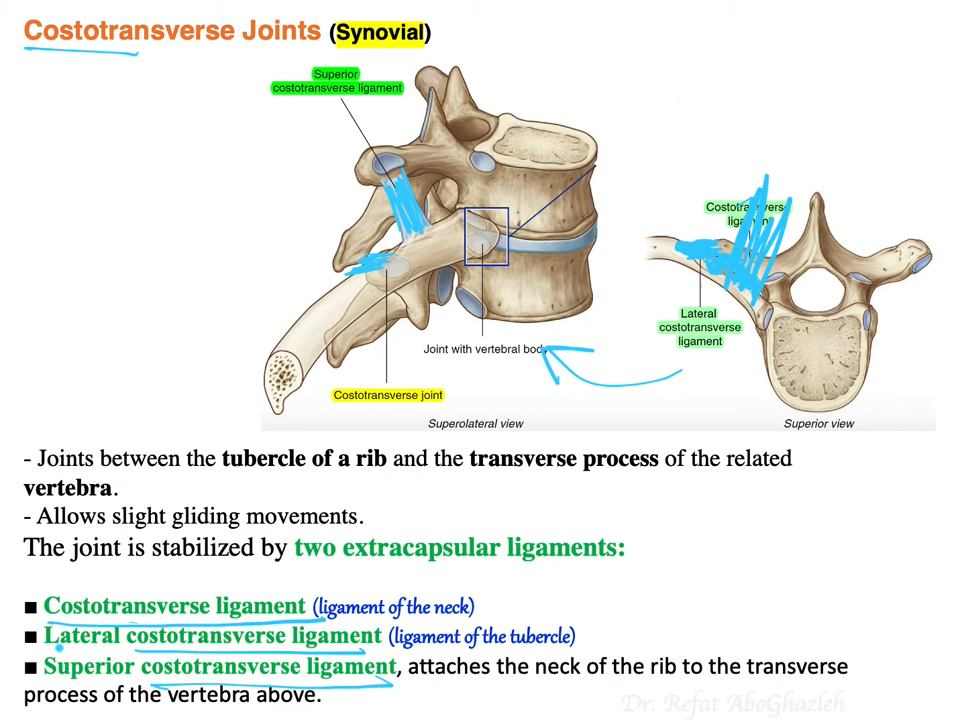 Costotransverse Joints (Synovial)
Superior
costotransverse ligament
Costotransverse
ligament
Lateral
costotransverse
ligament
Joint with vertebral body
Costotransverse joint
Superolateral view
Superior view
- Joints between the tubercle of a rib and the transverse process of the related
vertebra.
- Allows slight gliding movements.
The joint is stabilized by two extracapsular ligaments:
■ Costotransverse ligament (ligament of the neck)
■ Lateral costotransverse ligament (ligament of the tubercle)
■ Superior costotransverse ligament, attaches the neck of the rib to the transverse
process of the vertebra above.
Dr. Refat AboGhazleh